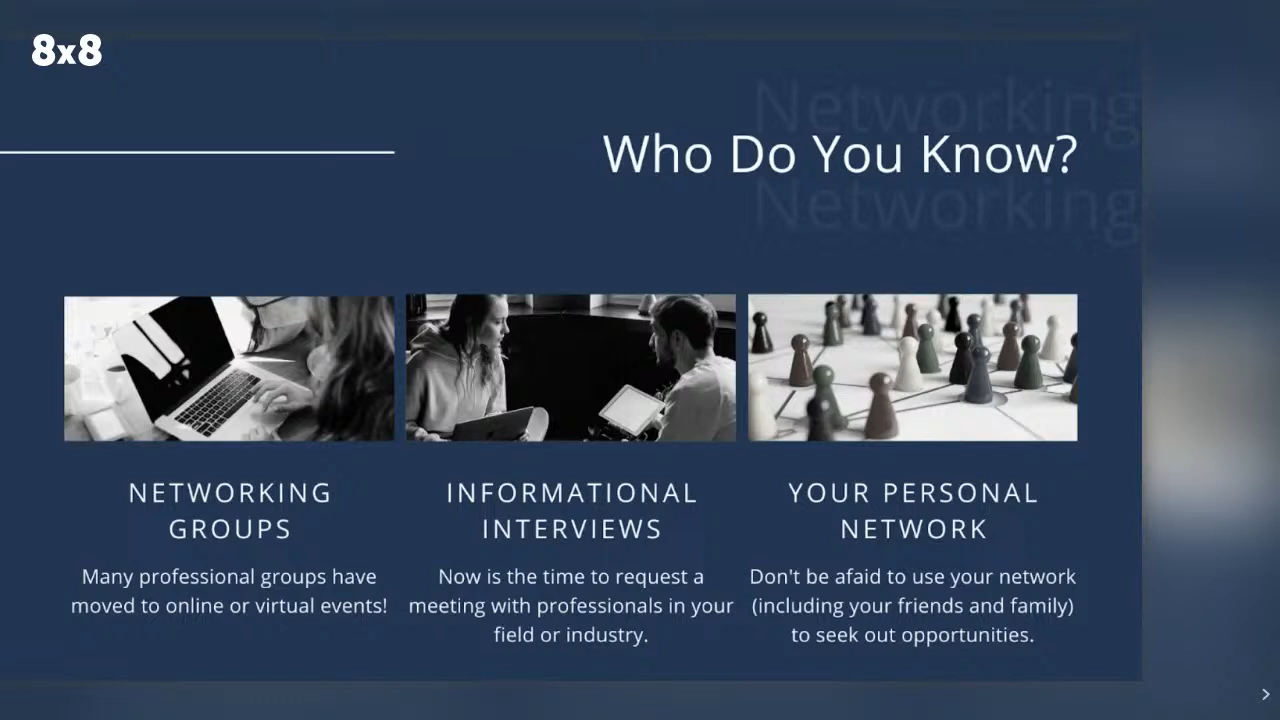 8x8
Networking
Who Do You Know?
Networking
NETWORKING
GROUPS
Many professional groups have
moved to online or virtual events!
INFORMATIONAL
INTERVIEWS
Now is the time to request a
meeting with professionals in your
field or industry.
YOUR PERSONAL
NETWORK
Don't be afaid to use your network
(including your friends and family)
to seek out opportunities.